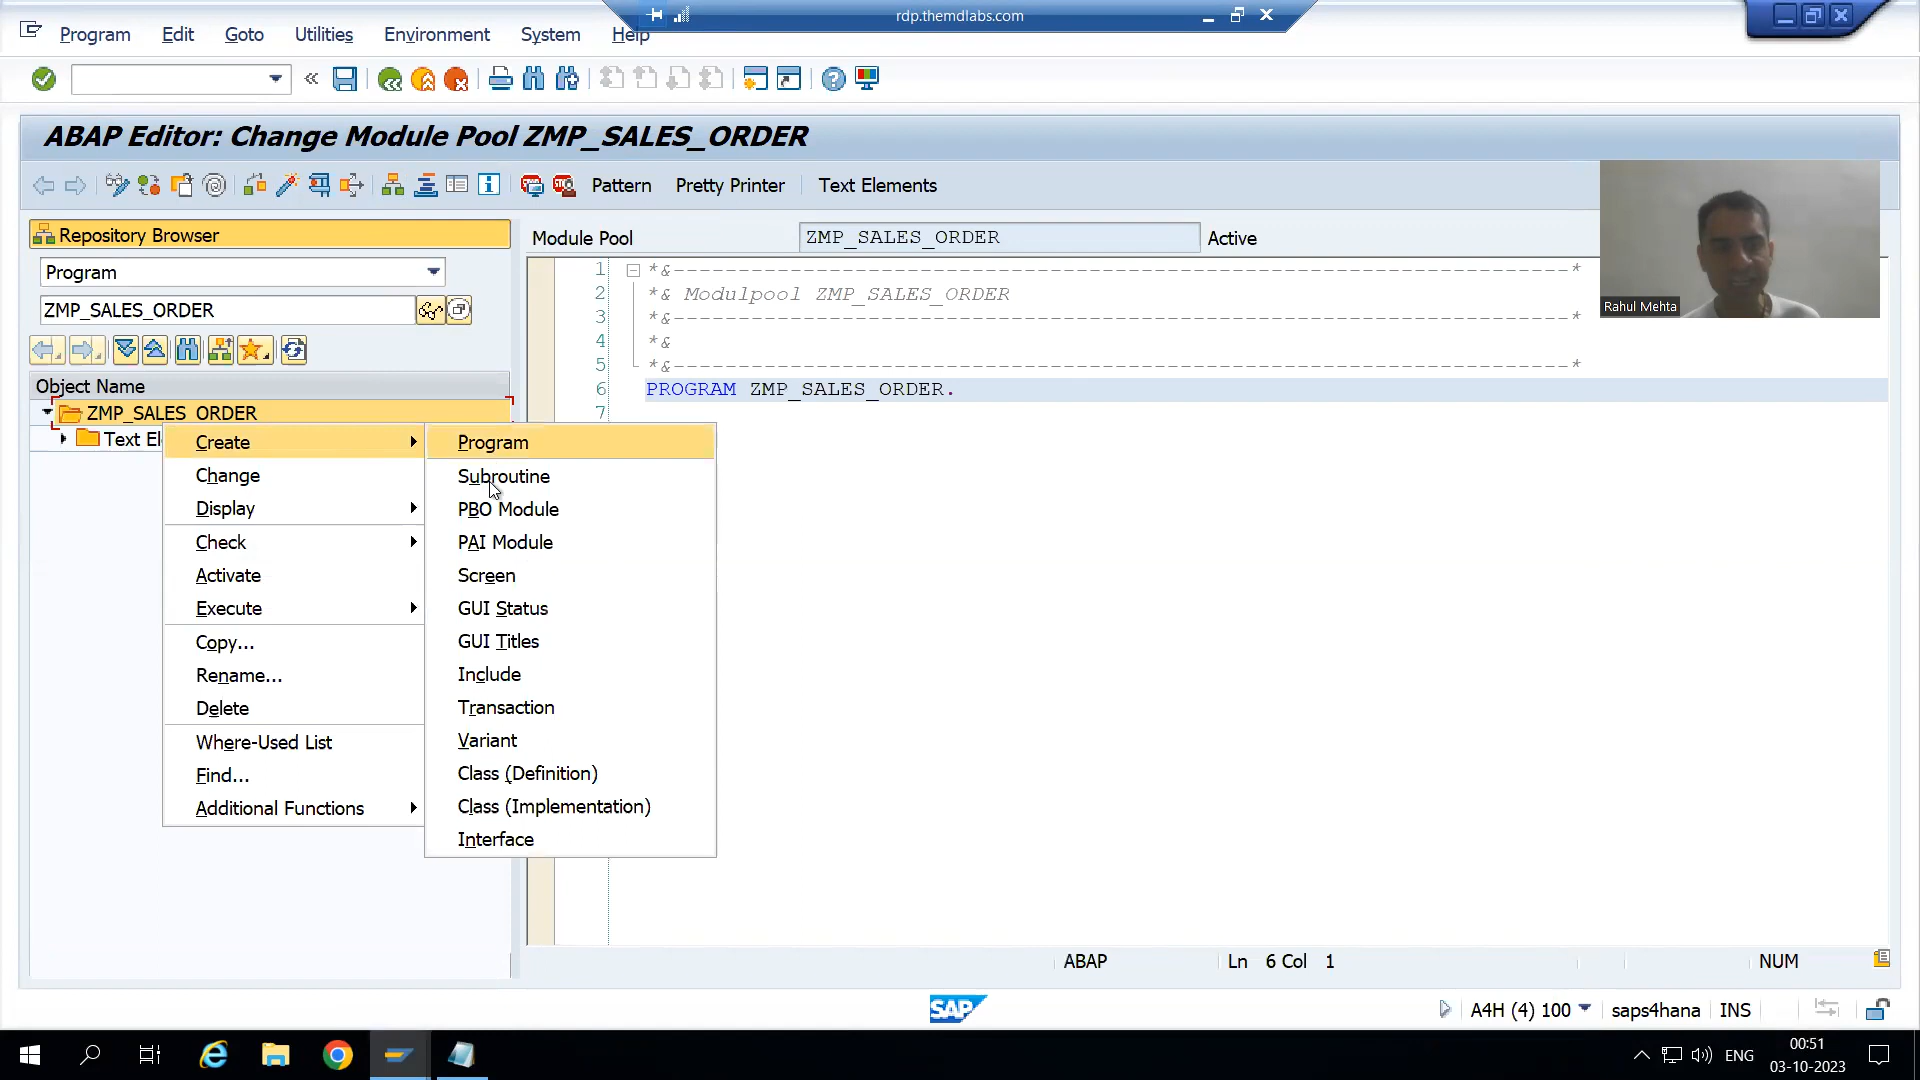 rdp.themdlabs.com
Program Edit Goto Utilities Environment System Help
ABAP Editor: Change Module Pool ZMP_SALES_ORDER
Pattern Pretty Printer Text Elements
Repository Browser
Program
ZMP_SALES_ORDER
Object Name
ZMP_SALES_ORDER
Text El
Create
Change
Display
Check
Activate
Execute
Copy...
Rename...
Delete
Where-Used List
Find...
Additional Functions
Program
Subroutine
PBO Module
PAI Module
Screen
GUI Status
GUI Titles
Include
Transaction
Variant
Class (Definition)
Class (Implementation)
Interface
Module Pool ZMP_SALES_ORDER Active
1 *&---------------------------------------------------------------------*
2 *& Modulpool ZMP_SALES_ORDER
3 *&---------------------------------------------------------------------*
4 *&
5 *&---------------------------------------------------------------------*
6 PROGRAM ZMP_SALES_ORDER.
7
Rahul Mehta
ABAP Ln 6 Col 1 NUM
SAP
A4H (4) 100 saps4hana INS
ENG
00:51
03-10-2023